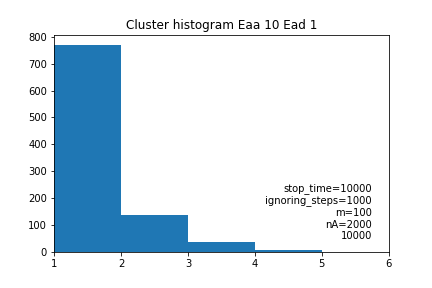 Cluster histogram Eaa 10 Ead 1
800
700
600
500
400
300
200
100
0
stop_time=10000
ignoring_steps=1000
m=100
nA=2000
10000
1 2 3 4 5 6